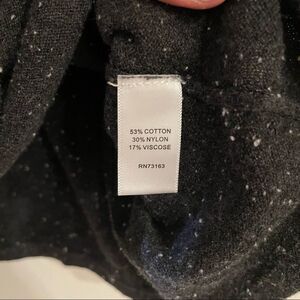 53% COTTON
30% NYLON
17% VISCOSE
RN73163